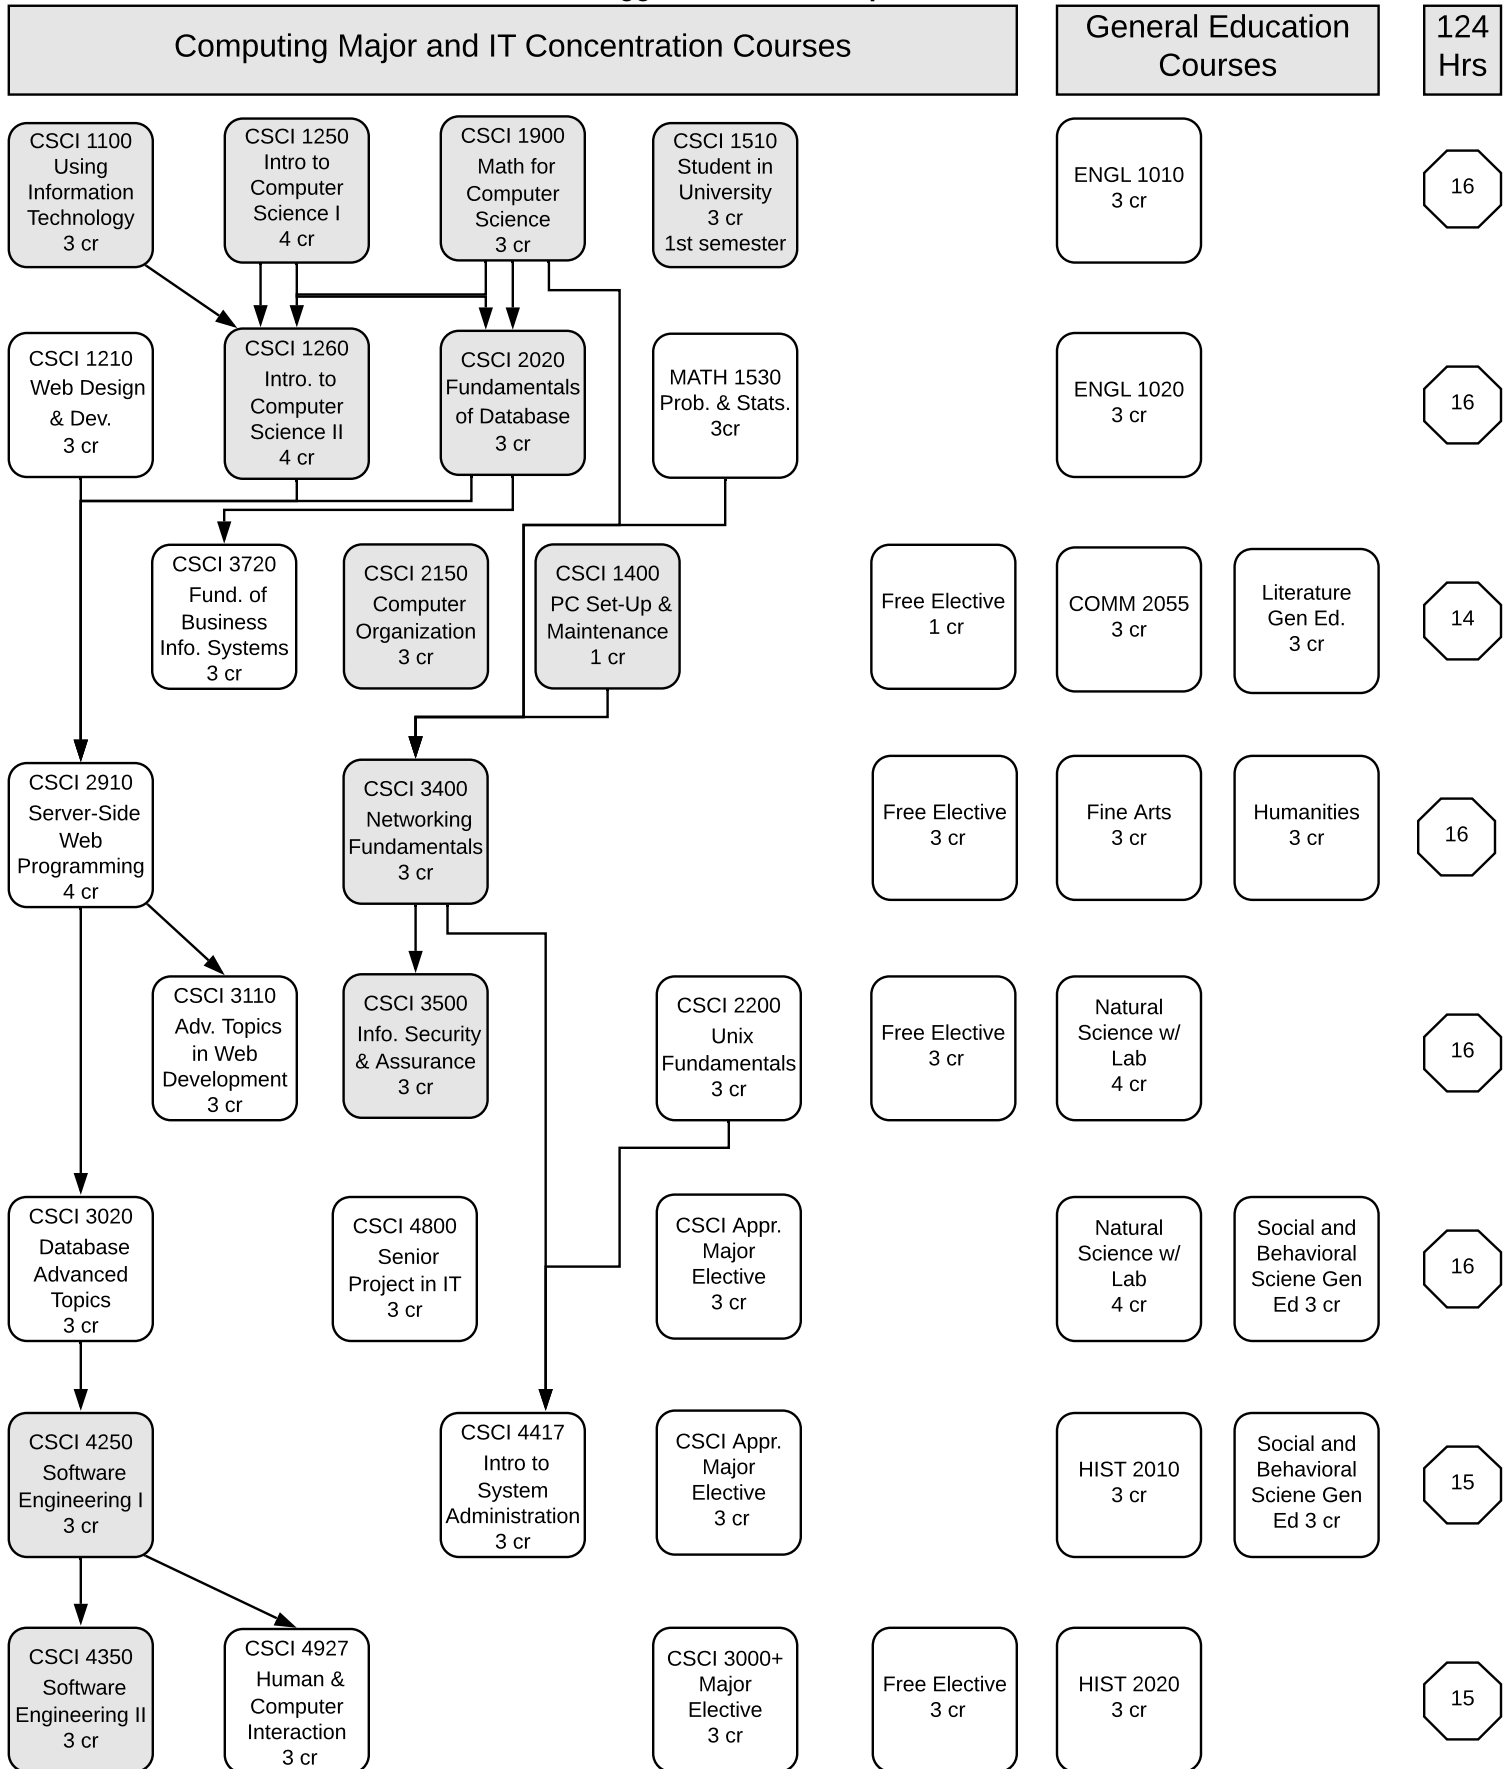 Computing Major and IT Concentration Courses
General Education
Courses
124
Hrs
CSCI 1100
Using
Information
Technology
3 cr
CSCI 1250
Intro to
Computer
Science I
4 cr
CSCI 1900
Math for
Computer
Science
3 cr
CSCI 1510
Student in
University
3 cr
1st semester
ENGL 1010
3 cr
16
CSCI 1210
Web Design
& Dev.
3 cr
CSCI 1260
Intro. to
Computer
Science II
4 cr
CSCI 2020
Fundamentals
of Database
3 cr
MATH 1530
Prob. & Stats.
3cr
ENGL 1020
3 cr
16
CSCI 3720
Fund. of
Business
Info. Systems
3 cr
CSCI 2150
Computer
Organization
3 cr
CSCI 1400
PC Set-Up &
Maintenance
1 cr
Free Elective
1 cr
COMM 2055
3 cr
Literature
Gen Ed.
3 cr
14
CSCI 2910
Server-Side
Web
Programming
4 cr
CSCI 3400
Networking
Fundamentals
3 cr
Free Elective
3 cr
Fine Arts
3 cr
Humanities
3 cr
16
CSCI 3110
Adv. Topics
in Web
Development
3 cr
CSCI 3500
Info. Security
& Assurance
3 cr
CSCI 2200
Unix
Fundamentals
3 cr
Free Elective
3 cr
Natural
Science w/
Lab
4 cr
16
CSCI 3020
Database
Advanced
Topics
3 cr
CSCI 4800
Senior
Project in IT
3 cr
CSCI Appr.
Major
Elective
3 cr
Natural
Science w/
Lab
4 cr
Social and
Behavioral
Sciene Gen
Ed 3 cr
16
CSCI 4250
Software
Engineering I
3 cr
CSCI 4417
Intro to
System
Administration
3 cr
CSCI Appr.
Major
Elective
3 cr
HIST 2010
3 cr
Social and
Behavioral
Sciene Gen
Ed 3 cr
15
CSCI 4350
Software
Engineering II
3 cr
CSCI 4927
Human &
Computer
Interaction
3 cr
CSCI 3000+
Major
Elective
3 cr
Free Elective
3 cr
HIST 2020
3 cr
15